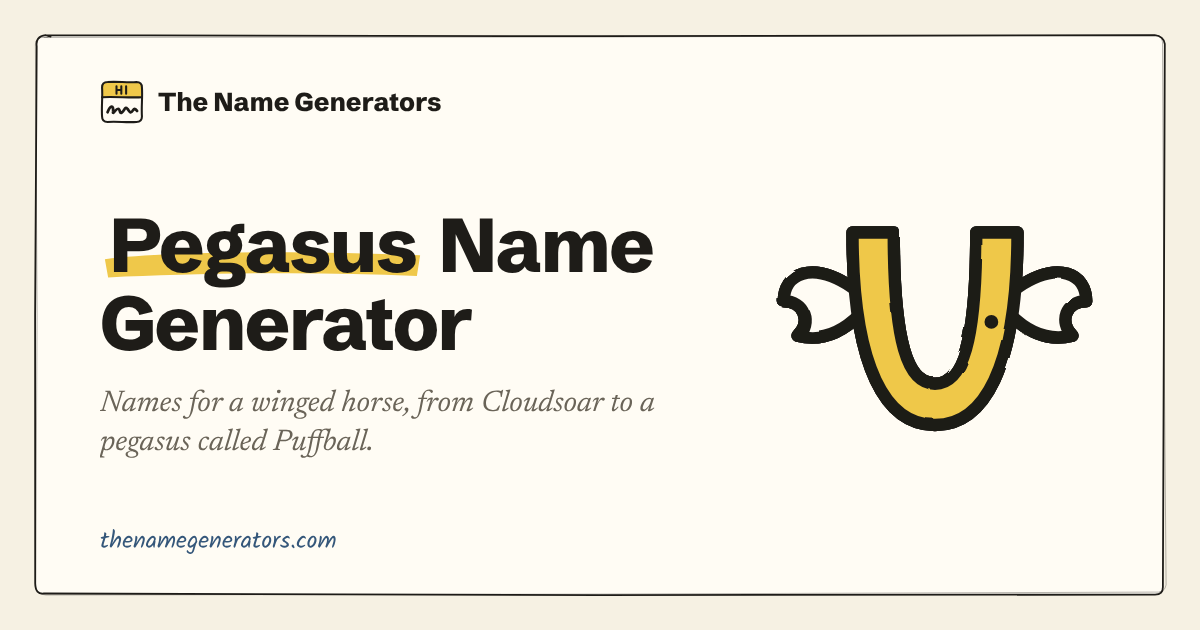 HI
The Name Generators
Pegasus Name
Generator
Names for a winged horse, from Cloudsoar to a
pegasus called Puffball.
thenamegenerators.com